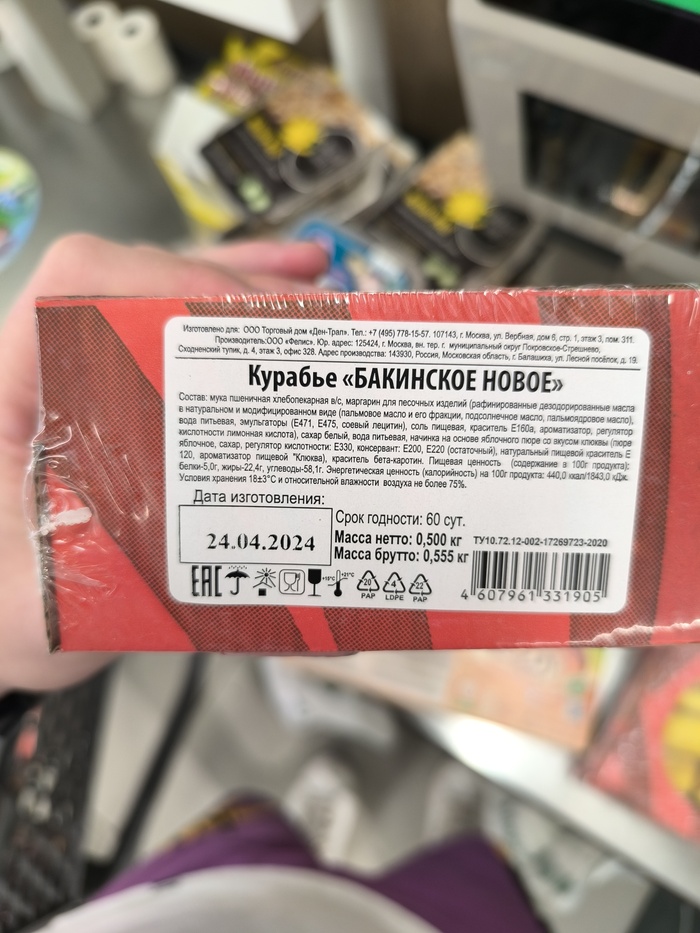 Изготовлено для: ООО Торговый дом «Ден-Трал». Тел.: +7 (495) 778-15-57. 107143, г. Москва, ул. Вербная, дом 6, стр. 1, этаж 3, пом. 311.
Производитель:ООО «Фелис». Юр. адрес: 125424, г. Москва, вн. тер. г. муниципальный округ Покровское-Стрешнево,
Сходненский тупик, д. 4, этаж 3, офис 328. Адрес производства: 143930, Россия, Московская область, г. Балашиха, ул. Лесной посёлок, д. 19.
Курабье «БАКИНСКОЕ НОВОЕ»
Состав: мука пшеничная хлебопекарная в/с, маргарин для песочных изделий (рафинированные дезодорированные масла
в натуральном и модифицированном виде (пальмовое масло и его фракции, подсолнечное масло, пальмоядровое масло),
вода питьевая, эмульгаторы (Е471, Е475, соевый лецитин), соль пищевая, краситель Е160а, ароматизатор, регулятор
кислотности лимонная кислота), сахар белый, вода питьевая, начинка на основе яблочного пюре со вкусом клюквы (пюре
яблочное, сахар, регулятор кислотности: Е330, консервант: Е200, Е220 (остаточный), натуральный пищевой краситель Е
120, ароматизатор пищевой "Клюква), краситель бета-каротин. Пищевая ценность (содержание в 100г продукта):
белки-5,0г, жиры-22,4г, углеводы-58,1г. Энергетическая ценность (калорийность) на 100г продукта: 440,0 ккал/1843,0 кДж.
Условия хранения 18±3°С и относительной влажности воздуха не более 75%.
Дата изготовления:
24.04.2024
Срок годности: 60 сут.
Масса нетто: 0,500 кг
Масса брутто: 0,555 кг
ТУ10.72.12-002-17269723-2020
EAC
+15°C
+21°C
20
PAP
4
LDPE
22
PAP
4 607961 331905